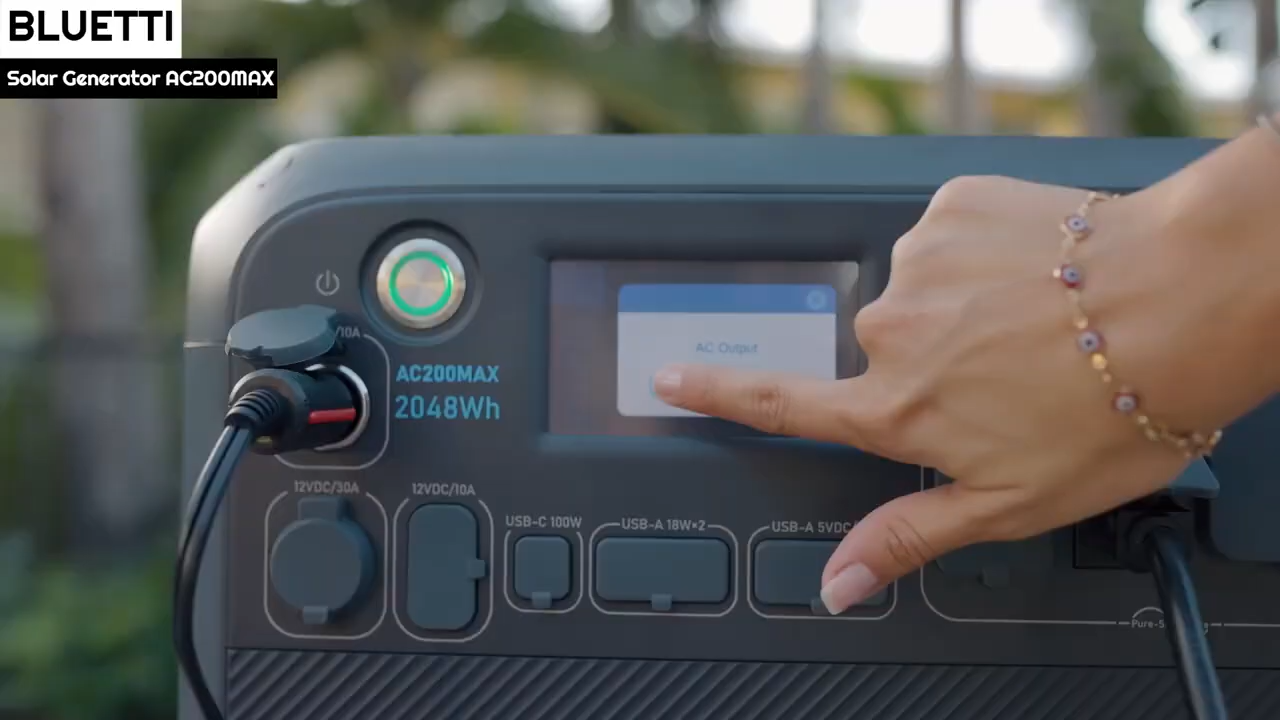 BLUETTI
Solar Generator AC200MAX
/10A
AC200MAX
2048Wh
AC Output
12VDC/30A
12VDC/10A
USB-C 100W
USB-A 18W×2
USB-A 5VDC/